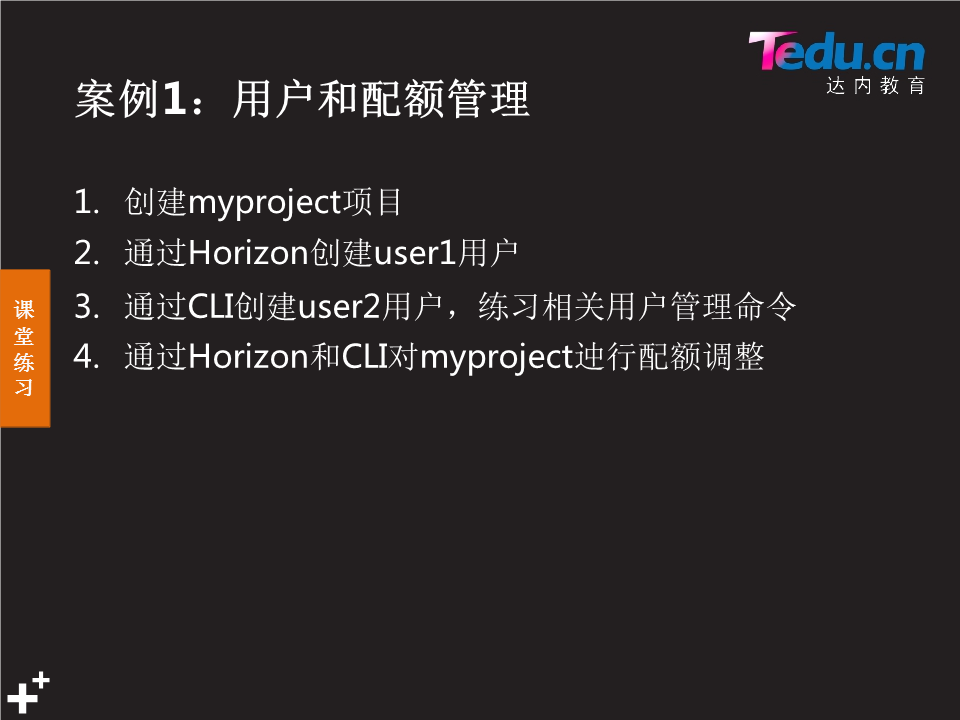 Tedu.cn
达内教育
案例1：用户和配额管理
1. 创建myproject项目
2. 通过Horizon创建user1用户
3. 通过CLI创建user2用户，练习相关用户管理命令
4. 通过Horizon和CLI对myproject迚行配额调整
课
堂
练
习